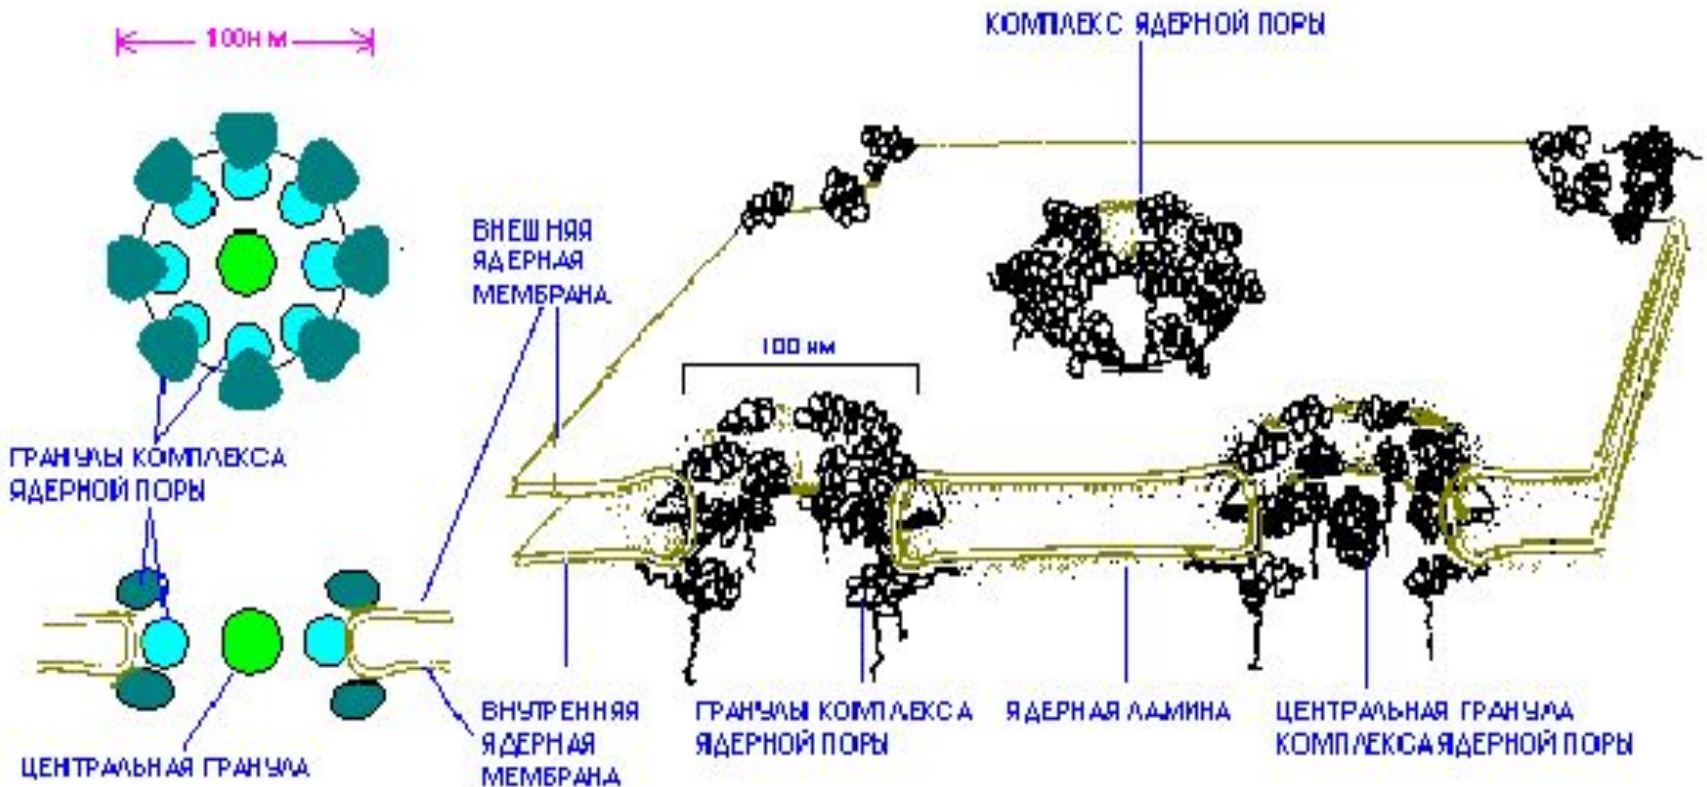 100нм
КОМПЛЕКС ЯДЕРНОЙ ПОРЫ
ВНЕШНЯЯ
ЯДЕРНАЯ
МЕМБРАНА
100 нм
ГРАНУЛЫ КОМПЛЕКСА
ЯДЕРНОЙ ПОРЫ
ЦЕНТРАЛЬНАЯ ГРАНУЛА
ВНУТРЕННЯЯ
ЯДЕРНАЯ
МЕМБРАНА
ГРАНУЛЫ КОМПЛЕКСА
ЯДЕРНОЙ ПОРЫ
ЯДЕРНАЯ ЛАМИНА
ЦЕНТРАЛЬНАЯ ГРАНУЛА
КОМПЛЕКСА ЯДЕРНОЙ ПОРЫ